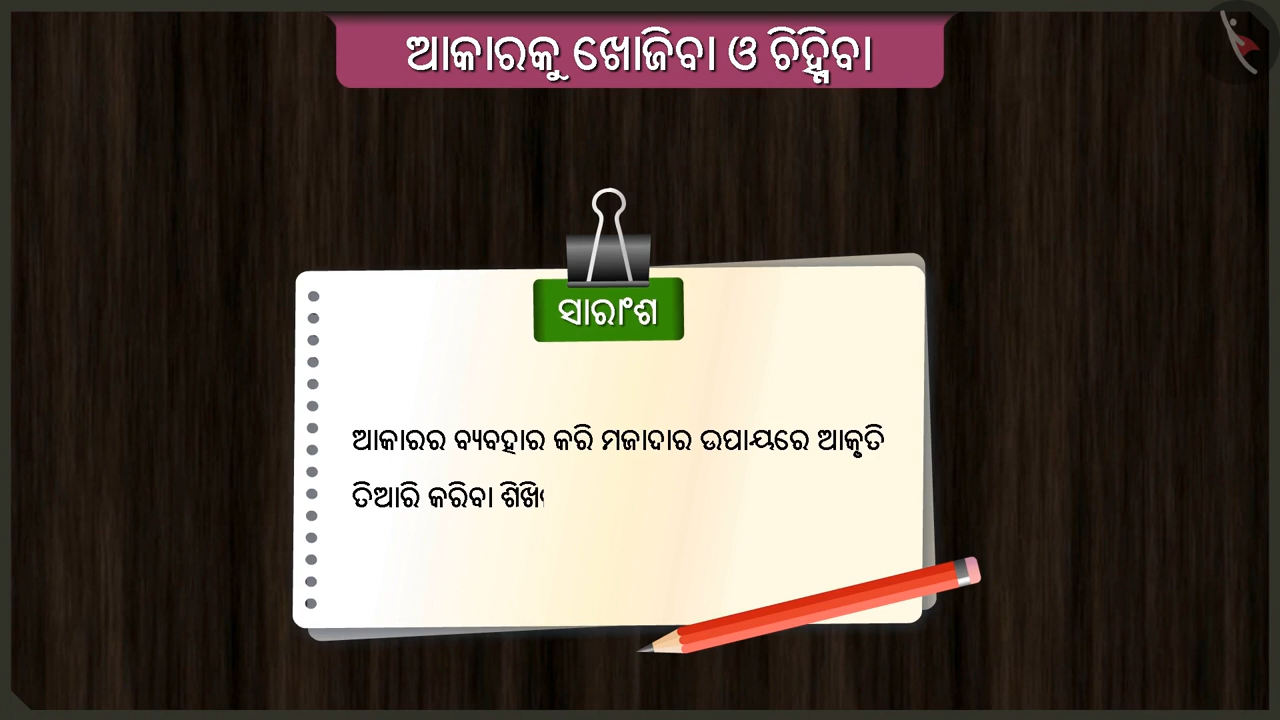 ଆକାରକୁ ଖୋଜିବା ଓ ଚିହ୍ନିବା
ସାରାଂଶ
ଆକାରର ବ୍ୟବହାର କରି ମଜାଦାର ଉପାୟରେ ଆକୃତି
ତିଆରି କରିବା